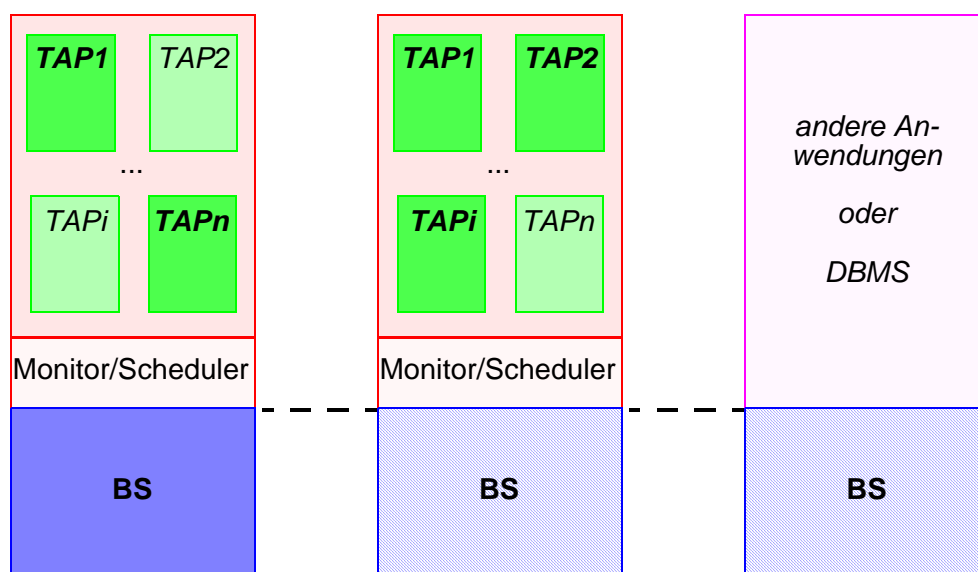 TAP1 TAP2
...
TAPi TAPn
Monitor/Scheduler
BS
TAP1 TAP2
...
TAPi TAPn
Monitor/Scheduler
BS
andere An-
wendungen
oder
DBMS
BS